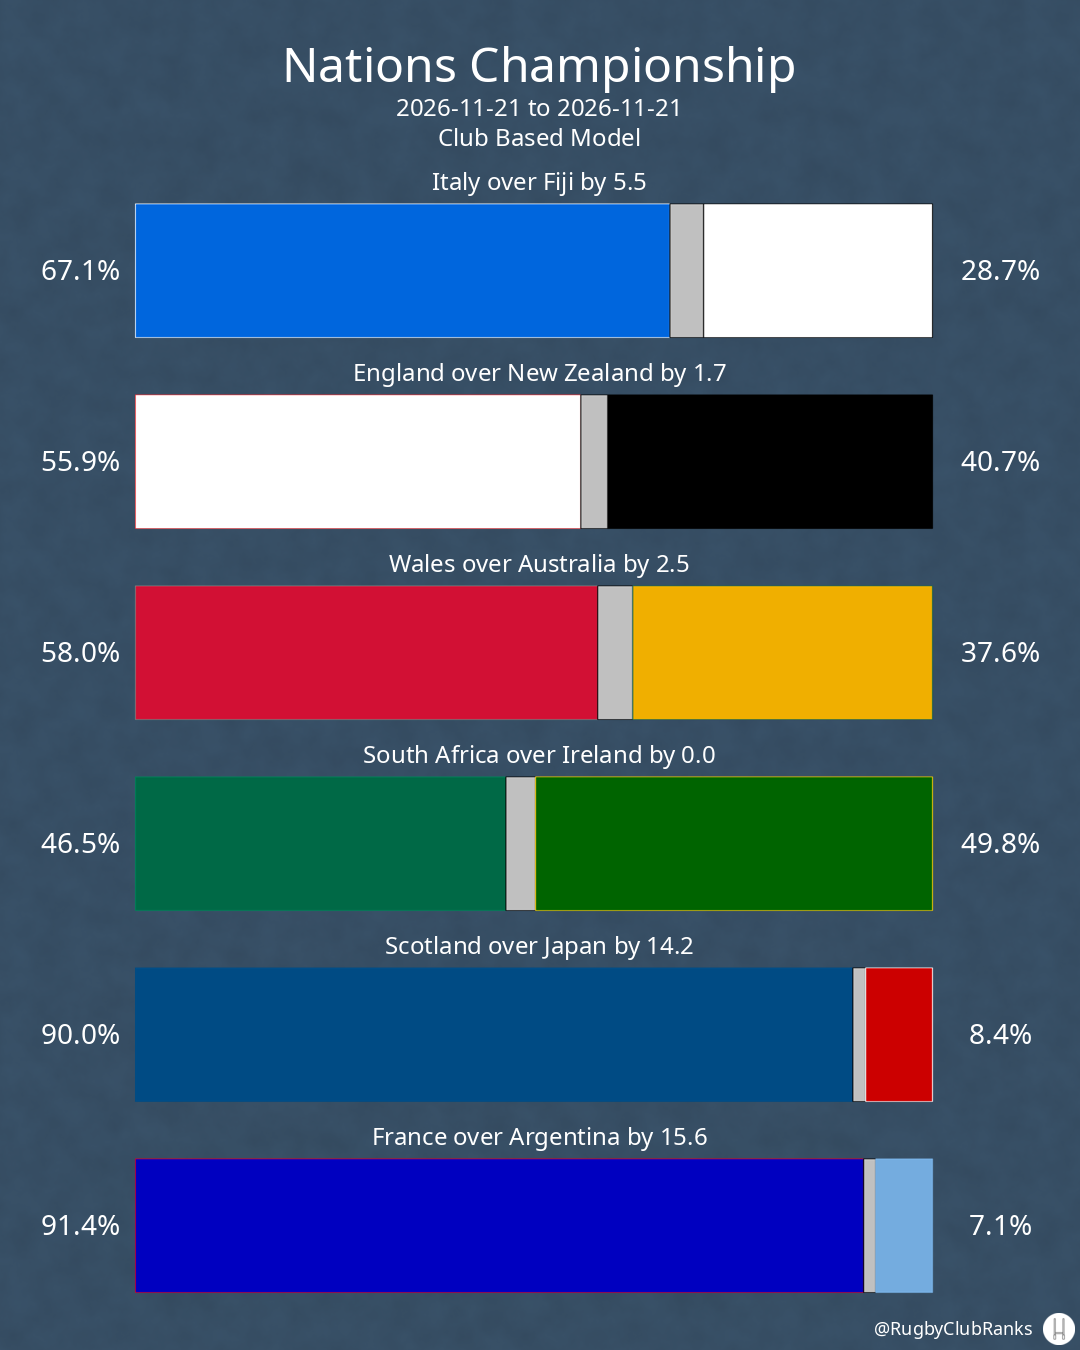 Nations Championship
2026-11-21 to 2026-11-21
Club Based Model
Italy over Fiji by 5.5
67.1%
28.7%
England over New Zealand by 1.7
55.9%
40.7%
Wales over Australia by 2.5
58.0%
37.6%
South Africa over Ireland by 0.0
46.5%
49.8%
Scotland over Japan by 14.2
90.0%
8.4%
France over Argentina by 15.6
91.4%
7.1%
@RugbyClubRanks